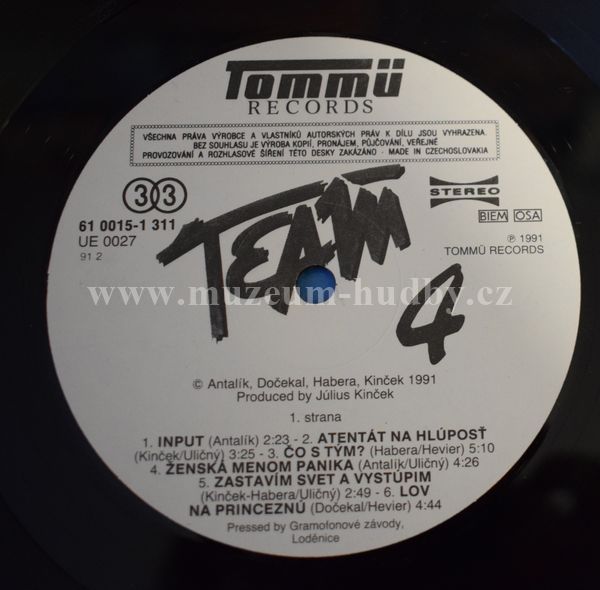 Tommü
RECORDS
VŠECHNA PRÁVA VÝROBCE A VLASTNÍKŮ AUTORSKÝCH PRÁV K DÍLU JSOU VYHRAZENA.
BEZ SOUHLASU JE VÝROBA KOPIÍ, PRONÁJEM, PŮJČOVÁNÍ, VEŘEJNÉ
PROVOZOVÁNÍ A ROZHLASOVÉ ŠÍŘENÍ TÉTO DESKY ZAKÁZÁNO · MADE IN CZECHOSLOVAKIA
33
61 0015-1 311
UE 0027
91 2
TEAM
4
STEREO
BIEM OSA
℗ 1991
TOMMÜ RECORDS
www.muzeum-hudby.cz
© Antalík, Dočekal, Habera, Kinček 1991
Produced by Július Kinček
1. strana
1. INPUT (Antalík) 2:23 - 2. ATENTÁT NA HLÚPOSŤ
(Kinček/Uličný) 3:25 - 3. ČO S TÝM? (Habera/Hevier) 5:10
4. ŽENSKÁ MENOM PANIKA (Antalík/Uličný) 4:26
5. ZASTAVÍM SVET A VYSTÚPIM
(Kinček-Habera/Uličný) 2:49 - 6. LOV
NA PRINCEZNÚ (Dočekal/Hevier) 4:44
Pressed by Gramofonové závody,
Loděnice